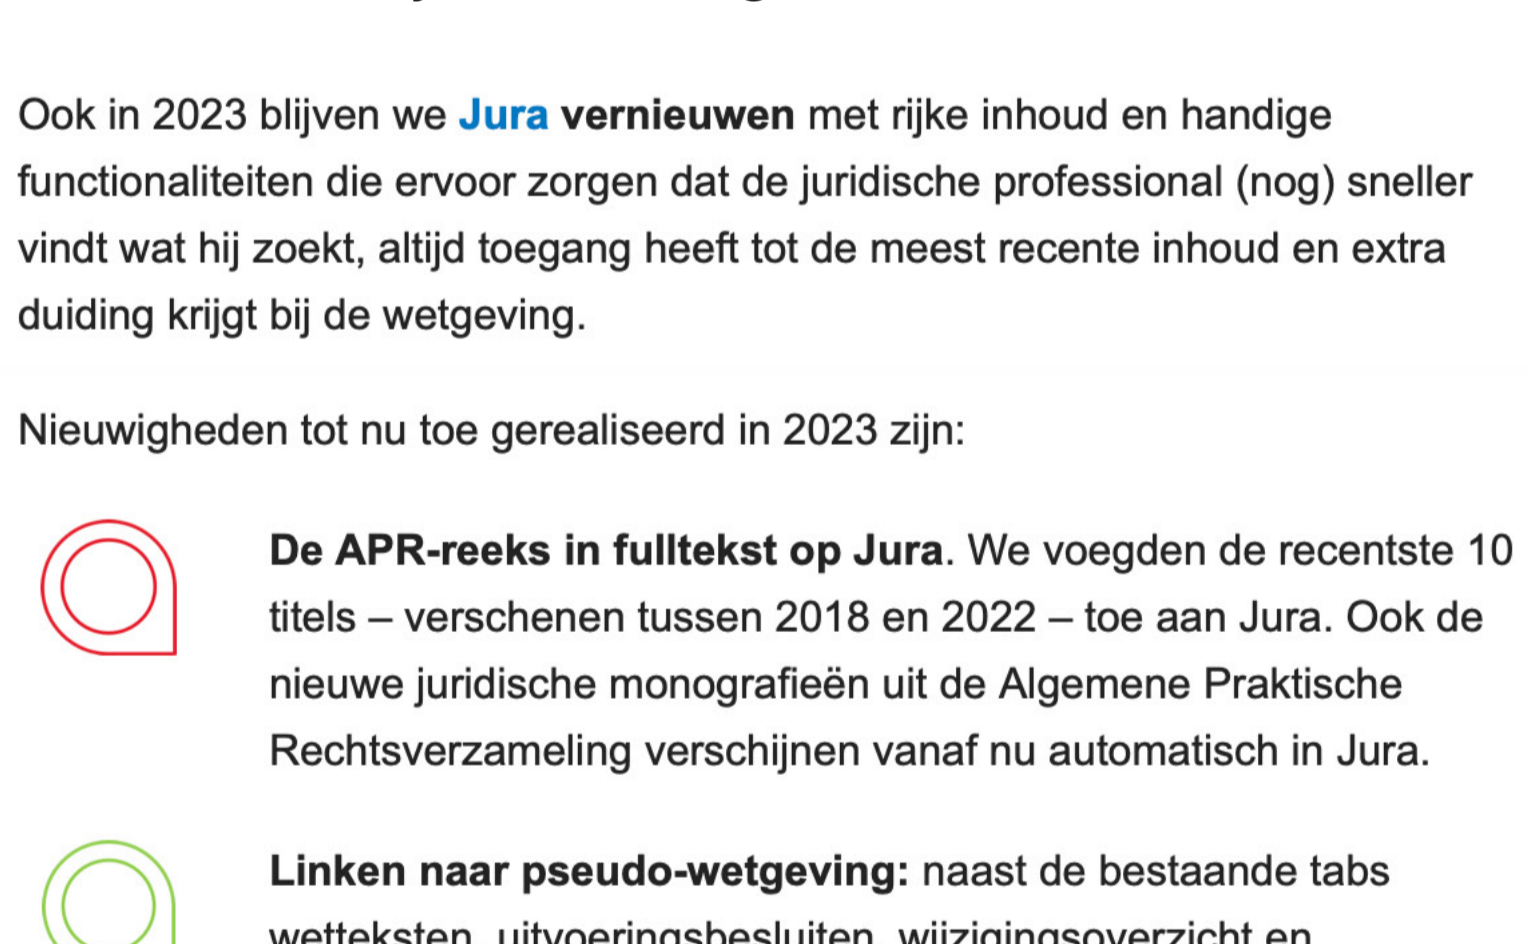 Ook in 2023 blijven we Jura vernieuwen met rijke inhoud en handige
functionaliteiten die ervoor zorgen dat de juridische professional (nog) sneller
vindt wat hij zoekt, altijd toegang heeft tot de meest recente inhoud en extra
duiding krijgt bij de wetgeving.
Nieuwigheden tot nu toe gerealiseerd in 2023 zijn:
De APR-reeks in fulltekst op Jura. We voegden de recentste 10
titels – verschenen tussen 2018 en 2022 – toe aan Jura. Ook de
nieuwe juridische monografieën uit de Algemene Praktische
Rechtsverzameling verschijnen vanaf nu automatisch in Jura.
Linken naar pseudo-wetgeving: naast de bestaande tabs
wetteksten, uitvoeringsbesluiten, wijzigingsoverzicht en